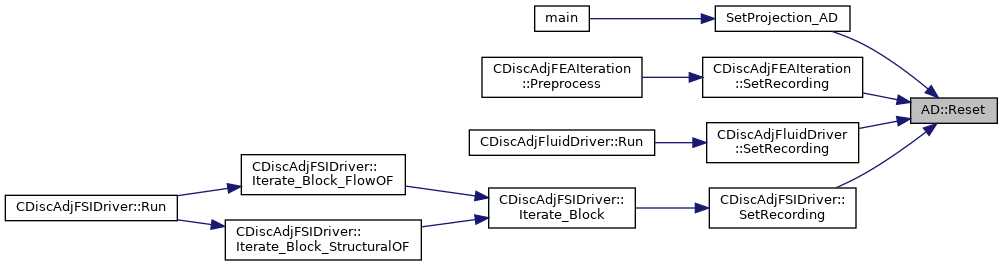 main
SetProjection_AD
CDiscAdjFEAIteration
::Preprocess
CDiscAdjFEAIteration
::SetRecording
AD::Reset
CDiscAdjFluidDriver::Run
CDiscAdjFluidDriver
::SetRecording
CDiscAdjFSIDriver::
Iterate_Block_FlowOF
CDiscAdjFSIDriver::Run
CDiscAdjFSIDriver::
Iterate_Block
CDiscAdjFSIDriver::
SetRecording
CDiscAdjFSIDriver::
Iterate_Block_StructuralOF